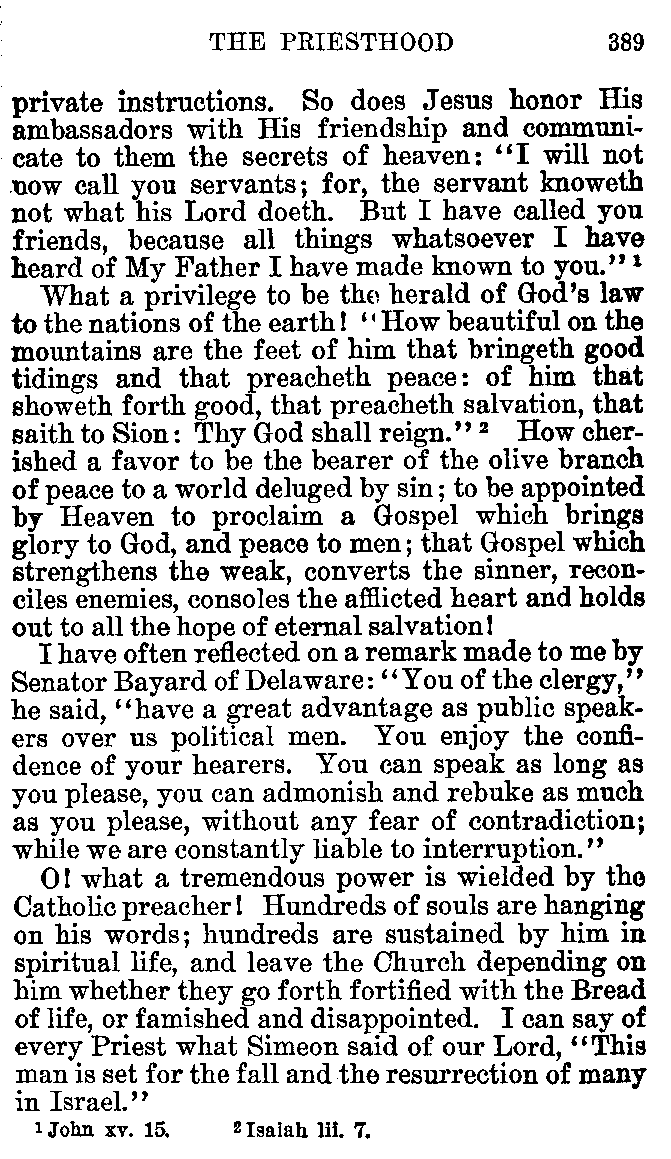 THE PRIESTHOOD 389
private instructions. So does Jesus honor His
ambassadors with His friendship and communi-
cate to them the secrets of heaven: "I will not
now call you servants; for, the servant knoweth
not what his Lord doeth. But I have called you
friends, because all things whatsoever I have
heard of My Father I have made known to you." ¹
What a privilege to be the herald of God's law
to the nations of the earth! "How beautiful on the
mountains are the feet of him that bringeth good
tidings and that preacheth peace: of him that
showeth forth good, that preacheth salvation, that
saith to Sion: Thy God shall reign." ² How cher-
ished a favor to be the bearer of the olive branch
of peace to a world deluged by sin; to be appointed
by Heaven to proclaim a Gospel which brings
glory to God, and peace to men; that Gospel which
strengthens the weak, converts the sinner, recon-
ciles enemies, consoles the afflicted heart and holds
out to all the hope of eternal salvation!
I have often reflected on a remark made to me by
Senator Bayard of Delaware: "You of the clergy,"
he said, "have a great advantage as public speak-
ers over us political men. You enjoy the confi-
dence of your hearers. You can speak as long as
you please, you can admonish and rebuke as much
as you please, without any fear of contradiction;
while we are constantly liable to interruption."
O! what a tremendous power is wielded by the
Catholic preacher! Hundreds of souls are hanging
on his words; hundreds are sustained by him in
spiritual life, and leave the Church depending on
him whether they go forth fortified with the Bread
of life, or famished and disappointed. I can say of
every Priest what Simeon said of our Lord, "This
man is set for the fall and the resurrection of many
in Israel."
¹ John xv. 15. ² Isaiah lii. 7.